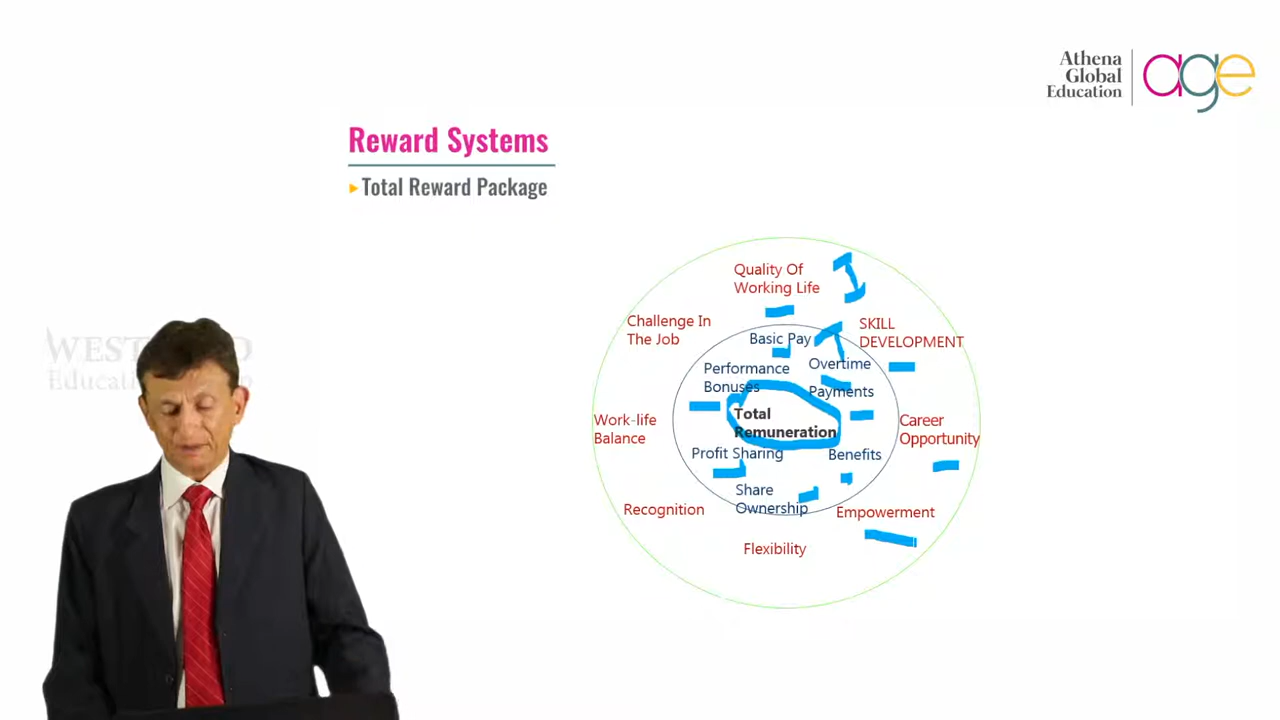 Athena
Global
Education
age
Reward Systems
Total Reward Package
Quality Of
Working Life
Challenge In
The Job
SKILL
DEVELOPMENT
Basic Pay
Overtime
Payments
Performance
Bonuses
Total
Remuneration
Work-life
Balance
Career
Opportunity
Profit Sharing
Benefits
Share
Ownership
Recognition
Empowerment
Flexibility